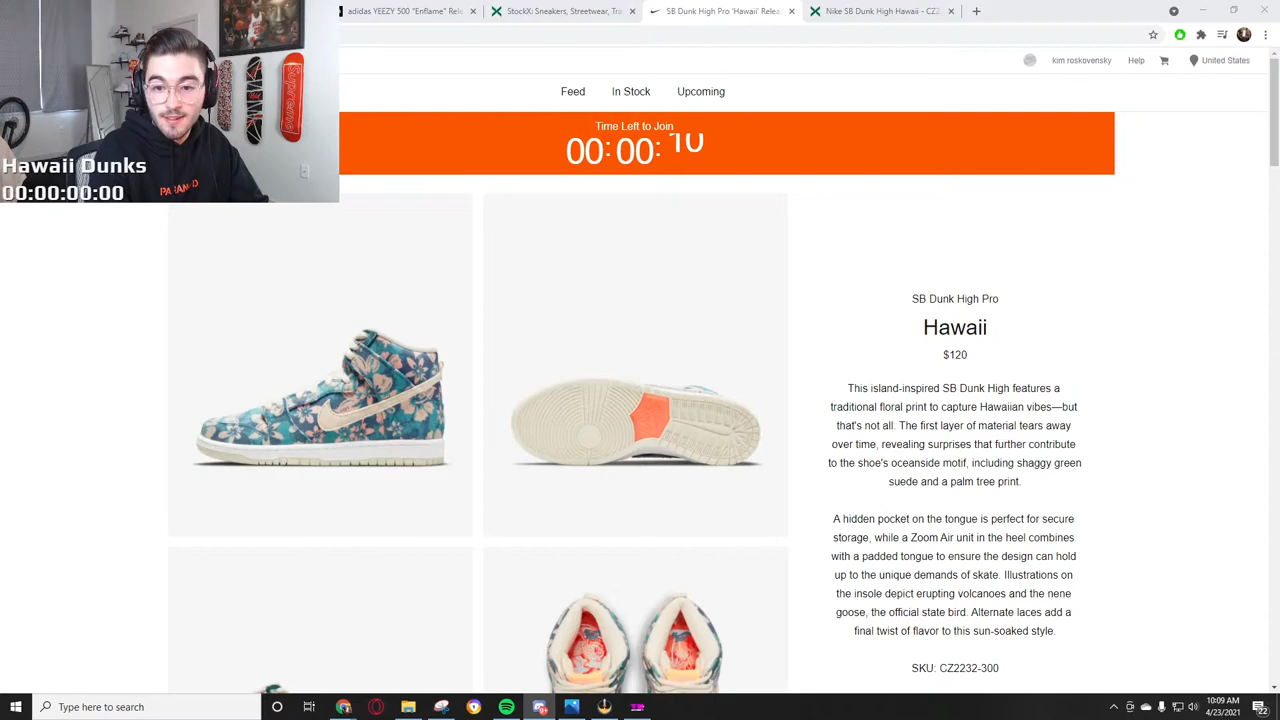 adidas YEEZY 500 "Enflame" Rele
StockX: Sneakers, Streetwear, Tra
SB Dunk High Pro 'Hawaii' Releas
Nike SB Dunk High Hawaii - CZ2
kim roskovensky
Help
United States
Feed
In Stock
Upcoming
Time Left to Join
00:00:10
Supreme
Hawaii Dunks
00:00:00:00
SB Dunk High Pro
Hawaii
$120
This island-inspired SB Dunk High features a
traditional floral print to capture Hawaiian vibes—but
that's not all. The first layer of material tears away
over time, revealing surprises that further contribute
to the shoe's oceanside motif, including shaggy green
suede and a palm tree print.
A hidden pocket on the tongue is perfect for secure
storage, while a Zoom Air unit in the heel combines
with a padded tongue to ensure the design can hold
up to the unique demands of skate. Illustrations on
the insole depict erupting volcanoes and the nene
goose, the official state bird. Alternate laces add a
final twist of flavor to this sun-soaked style.
SKU: CZ2232-300
Type here to search
10:09 AM
4/23/2021
22